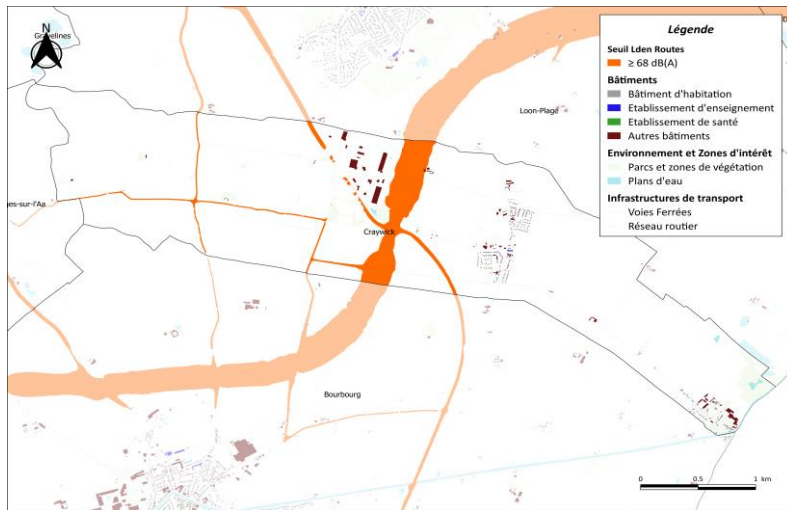 N
Gravelines
Loon-Plage
ges-sur-l'Aa
Craywick
Bourbourg
Légende
Seuil Lden Routes
≥ 68 dB(A)
Bâtiments
Bâtiment d'habitation
Etablissement d'enseignement
Etablissement de santé
Autres bâtiments
Environnement et Zones d'intérêt
Parcs et zones de végétation
Plans d'eau
Infrastructures de transport
Voies Ferrées
Réseau routier
0 0.5 1 km